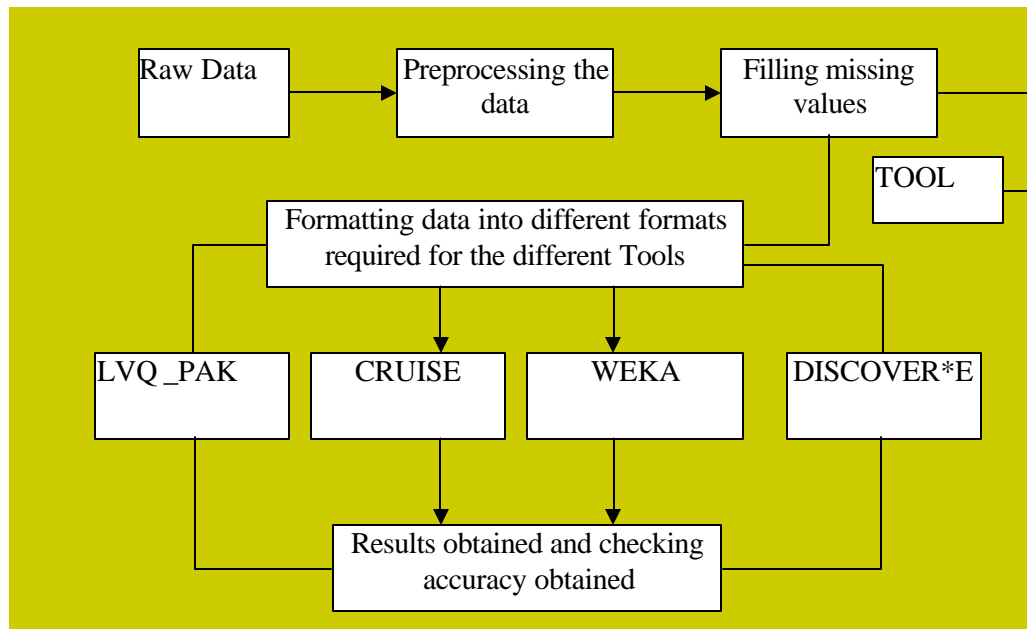 Raw Data
Preprocessing the
data
Filling missing
values
TOOL
Formatting data into different formats
required for the different Tools
LVQ _PAK
CRUISE
WEKA
DISCOVER*E
Results obtained and checking
accuracy obtained